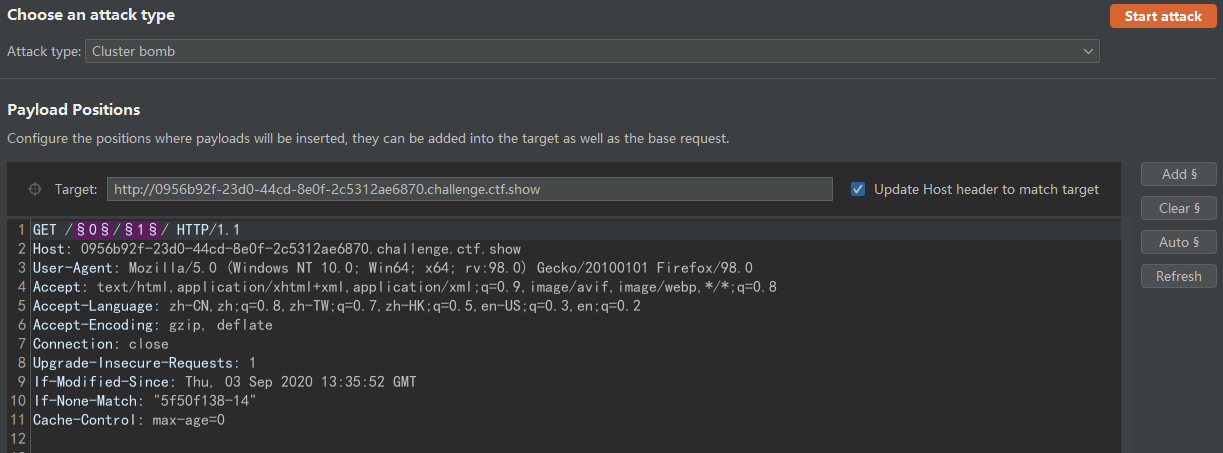 Choose an attack type
Start attack
Attack type: Cluster bomb
Payload Positions
Configure the positions where payloads will be inserted, they can be added into the target as well as the base request.
Target: http://0956b92f-23d0-44cd-8e0f-2c5312ae6870.challenge.ctf.show
Update Host header to match target
Add §
Clear §
Auto §
Refresh
1 GET /§0§/§1§/ HTTP/1.1
2 Host: 0956b92f-23d0-44cd-8e0f-2c5312ae6870.challenge.ctf.show
3 User-Agent: Mozilla/5.0 (Windows NT 10.0; Win64; x64; rv:98.0) Gecko/20100101 Firefox/98.0
4 Accept: text/html,application/xhtml+xml,application/xml;q=0.9,image/avif,image/webp,*/*;q=0.8
5 Accept-Language: zh-CN,zh;q=0.8,zh-TW;q=0.7,zh-HK;q=0.5,en-US;q=0.3,en;q=0.2
6 Accept-Encoding: gzip, deflate
7 Connection: close
8 Upgrade-Insecure-Requests: 1
9 If-Modified-Since: Thu, 03 Sep 2020 13:35:52 GMT
10 If-None-Match: "5f50f138-14"
11 Cache-Control: max-age=0
12